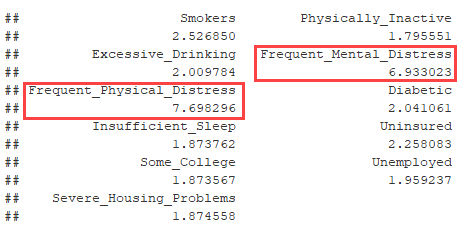 ## Smokers Physically_Inactive
## 2.526850 1.795551
## Excessive_Drinking Frequent_Mental_Distress
## 2.009784 6.933023
## Frequent_Physical_Distress Diabetic
## 7.698296 2.041061
## Insufficient_Sleep Uninsured
## 1.873762 2.258083
## Some_College Unemployed
## 1.873567 1.959237
## Severe_Housing_Problems
## 1.874558